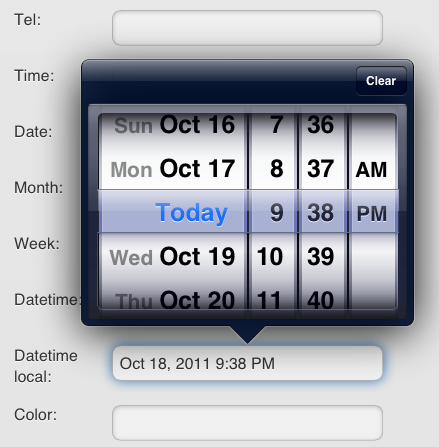 Tel:
Time:
Clear
Sun Oct 16 7 36
Date:
Mon Oct 17 8 37 AM
Month:
Today 9 38 PM
Week:
Wed Oct 19 10 39
Datetime:
Thu Oct 20 11 40
Datetime
local:
Oct 18, 2011 9:38 PM
Color: